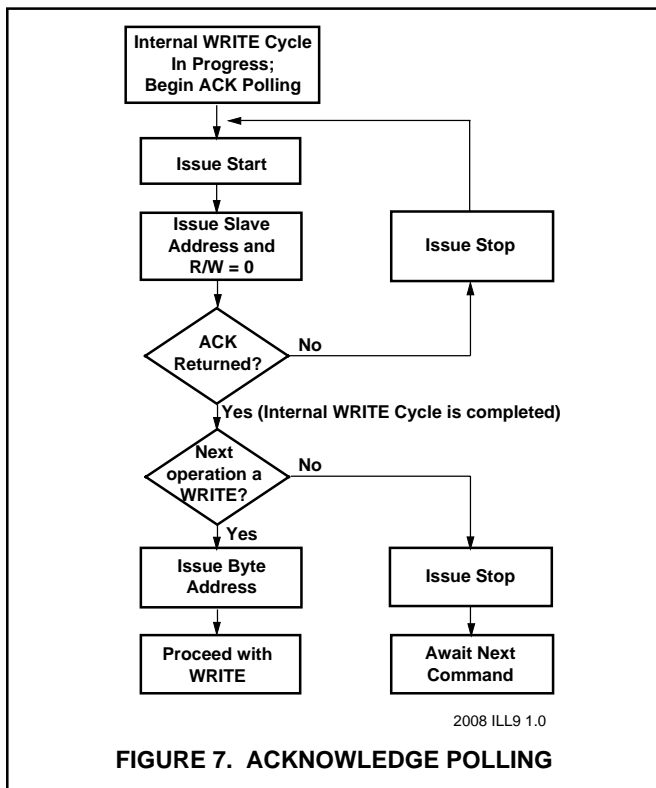 Internal WRITE Cycle
In Progress;
Begin ACK Polling
Issue Start
Issue Slave
Address and
R/W = 0
Issue Stop
ACK
Returned?
No
Yes (Internal WRITE Cycle is completed)
Next
operation a
WRITE?
No
Yes
Issue Byte
Address
Issue Stop
Proceed with
WRITE
Await Next
Command
2008 ILL9 1.0
FIGURE 7. ACKNOWLEDGE POLLING